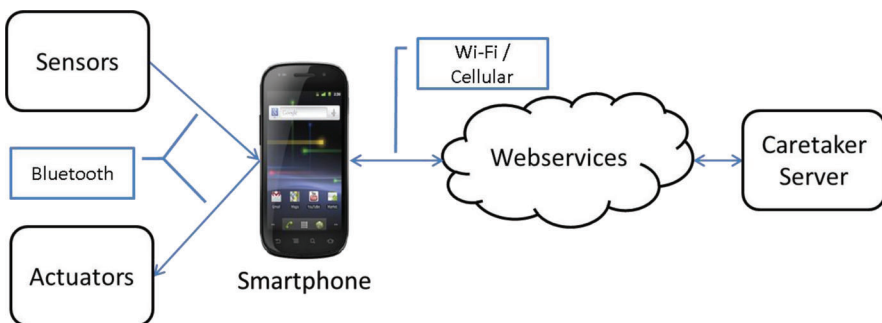 Sensors
Bluetooth
Actuators
Smartphone
Wi-Fi /
Cellular
Webservices
Caretaker
Server